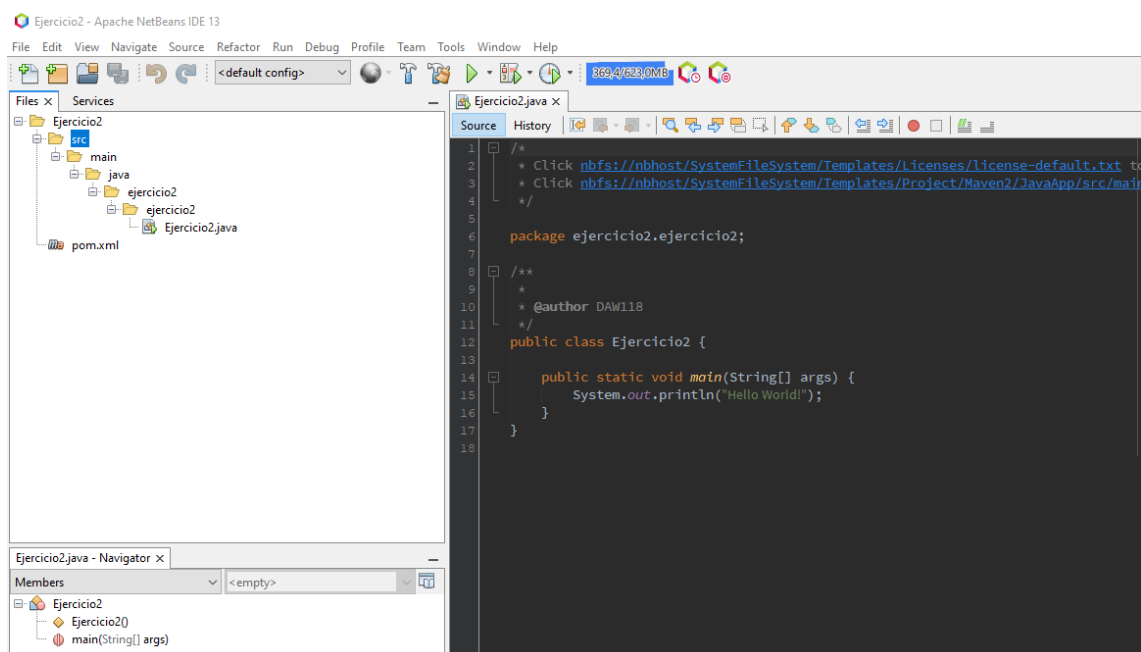 Ejercicio2 - Apache NetBeans IDE 13
File Edit View Navigate Source Refactor Run Debug Profile Team Tools Window Help
<default config>
369,4/623,0MB
Files
Services
Ejercicio2
src
main
java
ejercicio2
ejercicio2
Ejercicio2.java
pom.xml
Ejercicio2.java - Navigator
Members
<empty>
Ejercicio2
Ejercicio2()
main(String[] args)
Ejercicio2.java
Source History
1 /*
2 * Click nbfs://nbhost/SystemFileSystem/Templates/Licenses/license-default.txt to
3 * Click nbfs://nbhost/SystemFileSystem/Templates/Project/Maven2/JavaApp/src/main
4 */
5
6 package ejercicio2.ejercicio2;
7
8 /**
9 *
10 * @author DAW118
11 */
12 public class Ejercicio2 {
13
14 public static void main(String[] args) {
15 System.out.println("Hello World!");
16 }
17 }
18